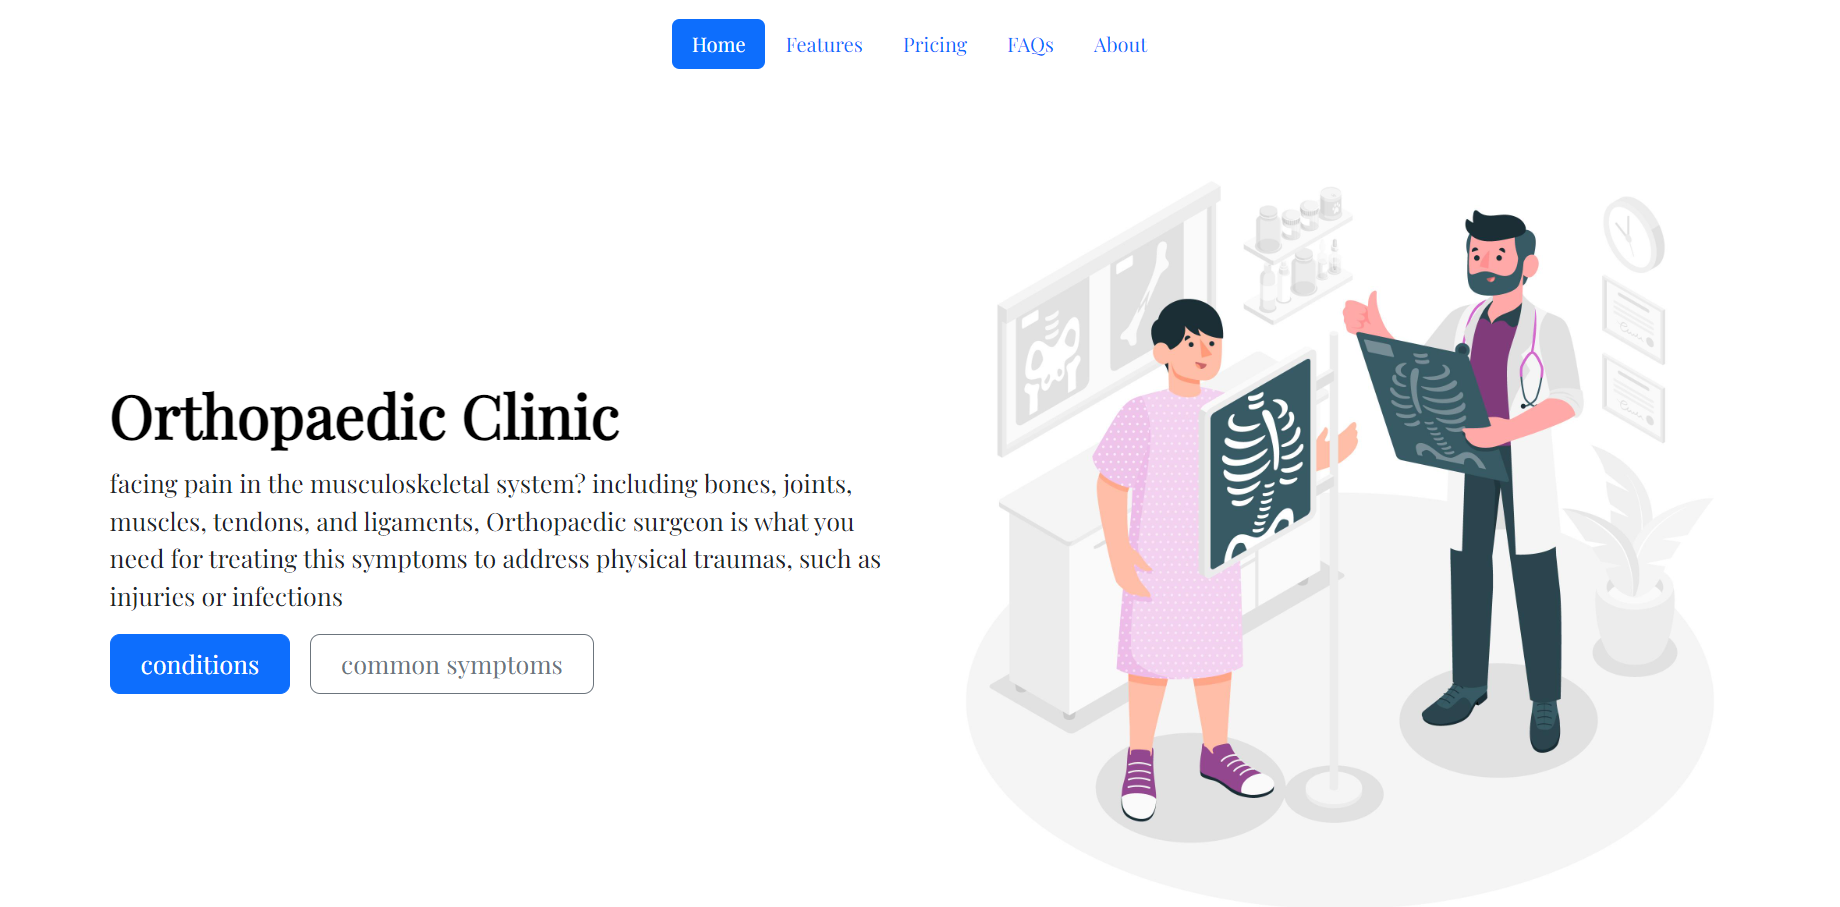 Home Features Pricing FAQs About
Orthopaedic Clinic
facing pain in the musculoskeletal system? including bones, joints,
muscles, tendons, and ligaments, Orthopaedic surgeon is what you
need for treating this symptoms to address physical traumas, such as
injuries or infections
conditions common symptoms